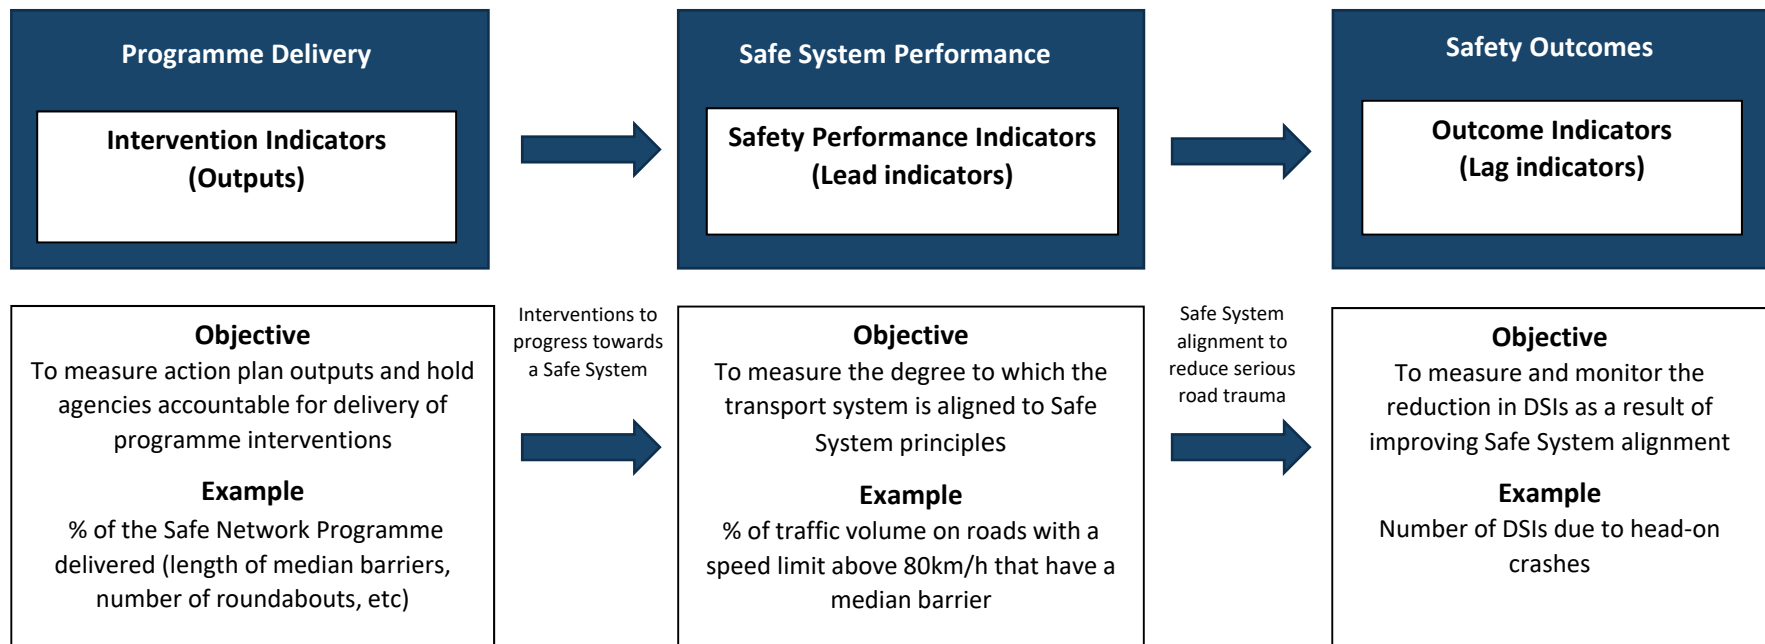 Programme Delivery
Intervention Indicators
(Outputs)
Safe System Performance
Safety Performance Indicators
(Lead indicators)
Safety Outcomes
Outcome Indicators
(Lag indicators)
Objective
To measure action plan outputs and hold
agencies accountable for delivery of
programme interventions
Example
% of the Safe Network Programme
delivered (length of median barriers,
number of roundabouts, etc)
Interventions to
progress towards
a Safe System
Objective
To measure the degree to which the
transport system is aligned to Safe
System principles
Example
% of traffic volume on roads with a
speed limit above 80km/h that have a
median barrier
Safe System
alignment to
reduce serious
road trauma
Objective
To measure and monitor the
reduction in DSIs as a result of
improving Safe System alignment
Example
Number of DSIs due to head-on
crashes